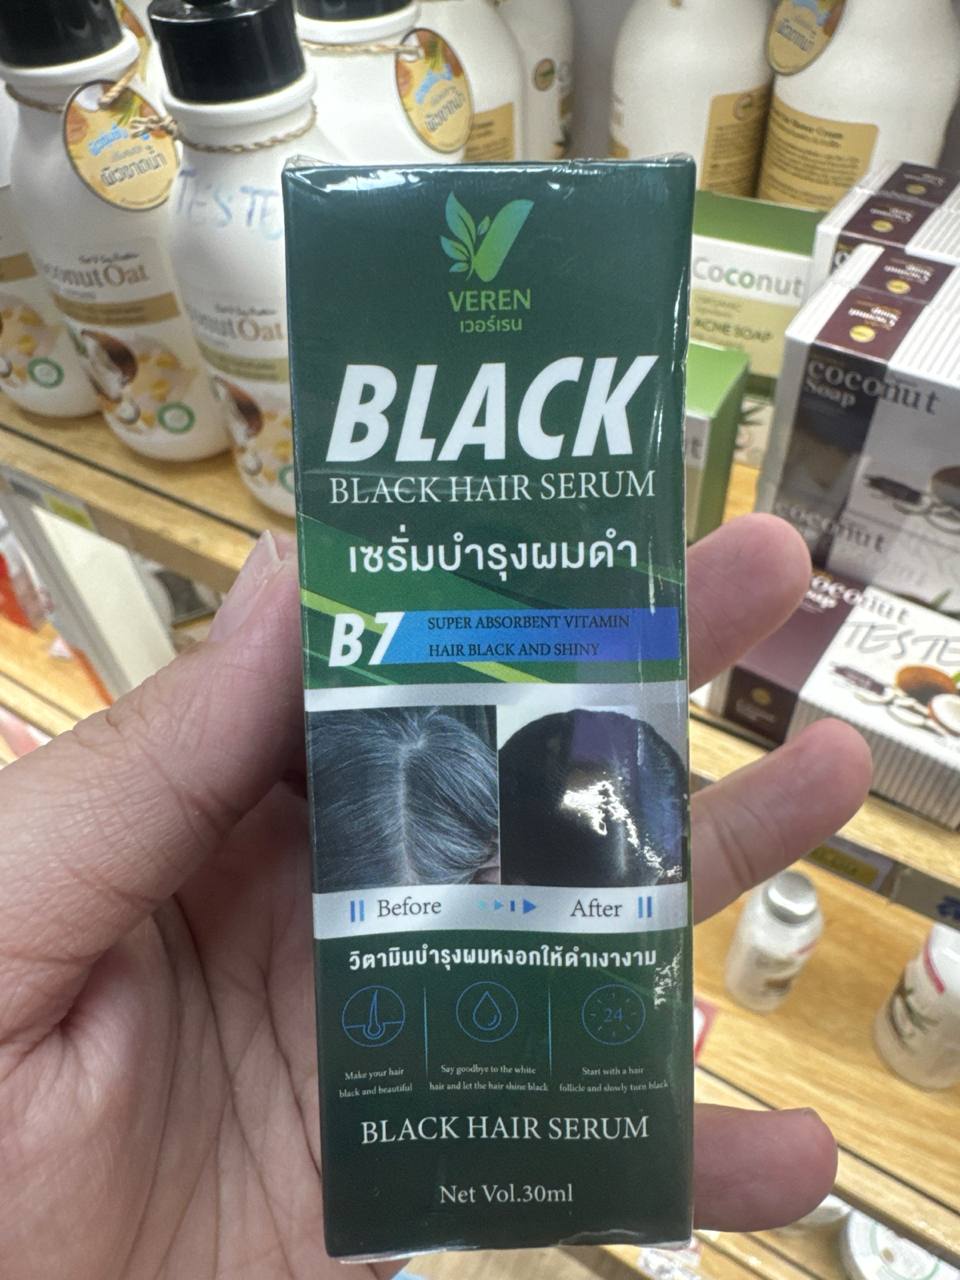 VEREN
เวอร์เรน
BLACK
BLACK HAIR SERUM
เซรั่มบำรุงผมดำ
B7
SUPER ABSORBENT VITAMIN
HAIR BLACK AND SHINY
Before
After
วิตามินบำรุงผมหงอกให้ดำเงางาม
24
Make your hair
black and beautiful
Say goodbye to the white
hair and let the hair shine black
Start with a hair
follicle and slowly turn black
BLACK HAIR SERUM
Net Vol.30ml
TESTE
Oat
Coconut
ACNE SOAP
coconut
Soap
coconut
TESTE